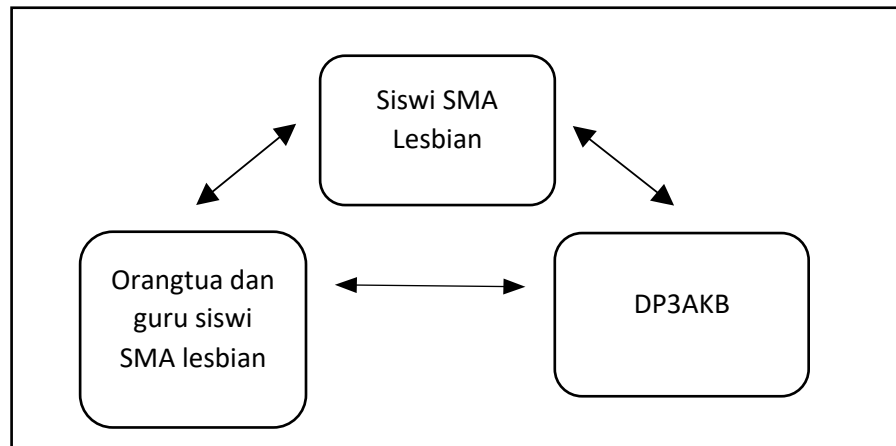 Siswi SMA
Lesbian
Orangtua dan
guru siswi
SMA lesbian
DP3AKB